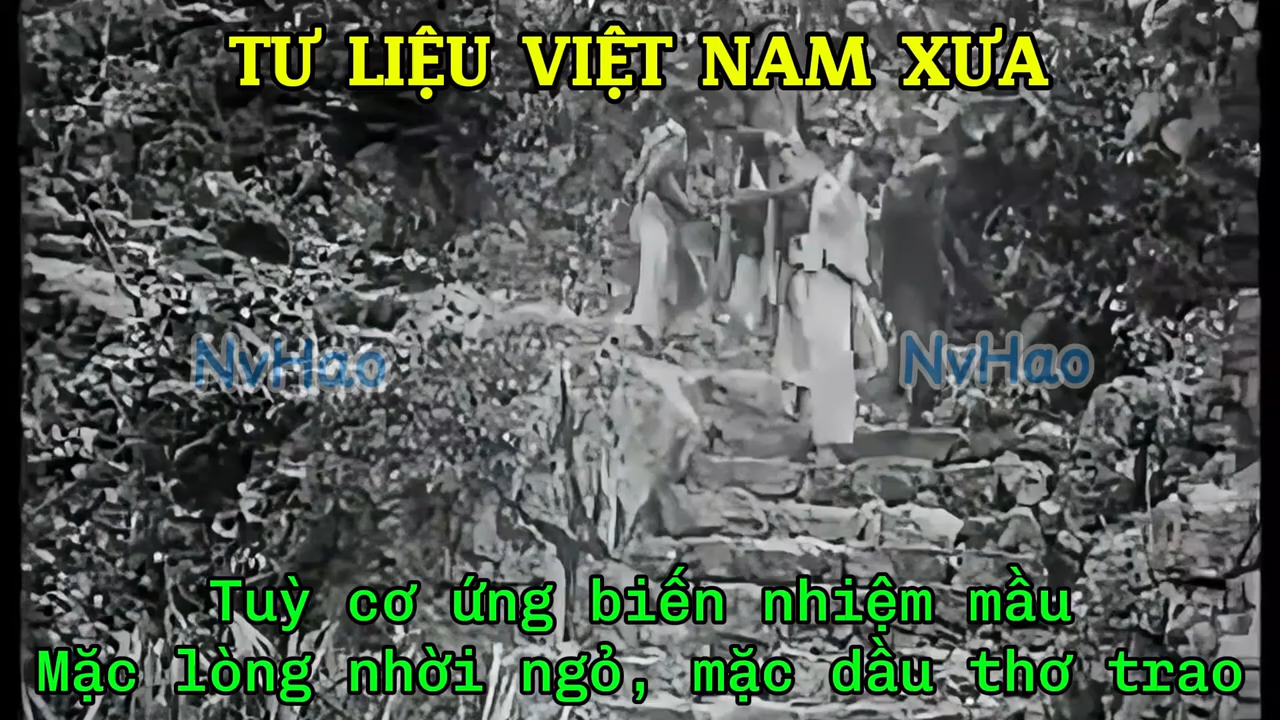 TƯ LIỆU VIỆT NAM XƯA
NvHao NvHao
Tuỳ cơ ứng biến nhiệm mầu
Mặc lòng nhời ngỏ, mặc dầu thơ trao